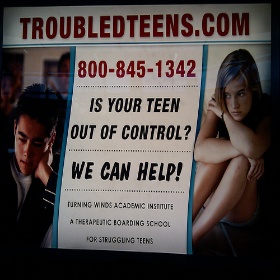 TROUBLEDTEENS.COM
800-845-1342
IS YOUR TEEN
OUT OF CONTROL?
WE CAN HELP!
TURNING WINDS ACADEMIC INSTITUTE
A THERAPEUTIC BOARDING SCHOOL
FOR STRUGGLING TEENS